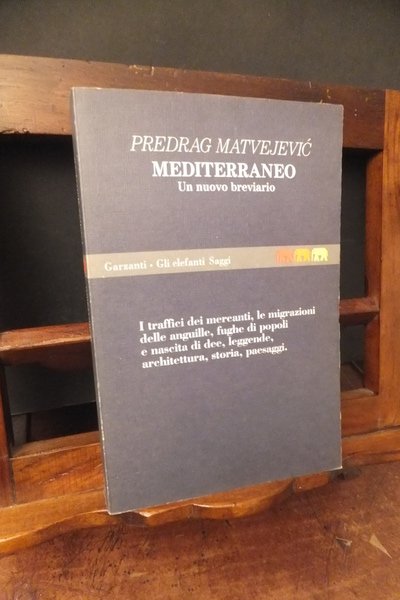 PREDRAG MATVEJEVIĆ
MEDITERRANEO
Un nuovo breviario
Garzanti - Gli elefanti Saggi
I traffici dei mercanti, le migrazioni
delle anguille, fughe di popoli
e nascita di dee, leggende,
architettura, storia, paesaggi.